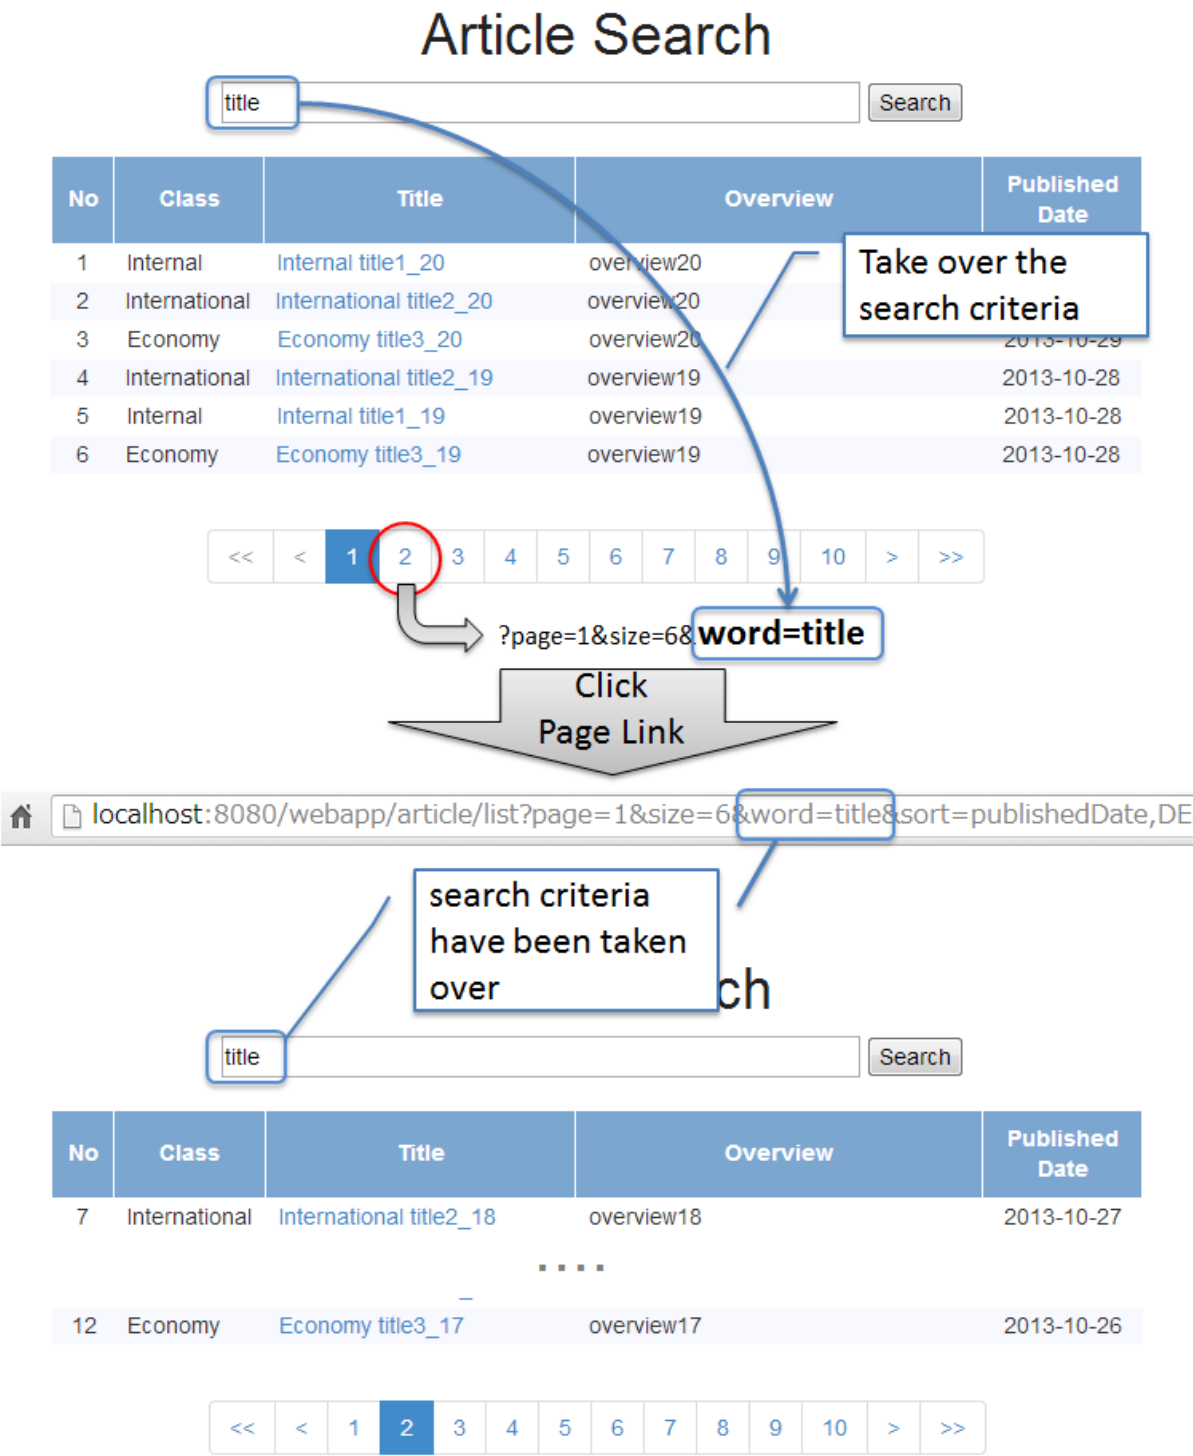 Article Search
title Search
No Class Title Overview Published Date
1 Internal Internal title1_20 overview20
2 International International title2_20 overview20
3 Economy Economy title3_20 overview20 2013-10-29
4 International International title2_19 overview19 2013-10-28
5 Internal Internal title1_19 overview19 2013-10-28
6 Economy Economy title3_19 overview19 2013-10-28
Take over the
search criteria
<< < 1 2 3 4 5 6 7 8 9 10 > >>
?page=1&size=6&word=title
Click
Page Link
localhost:8080/webapp/article/list?page=1&size=6&word=title&sort=publishedDate,DE
search criteria
have been taken
over
ch
title Search
No Class Title Overview Published Date
7 International International title2_18 overview18 2013-10-27
....
12 Economy Economy title3_17 overview17 2013-10-26
<< < 1 2 3 4 5 6 7 8 9 10 > >>